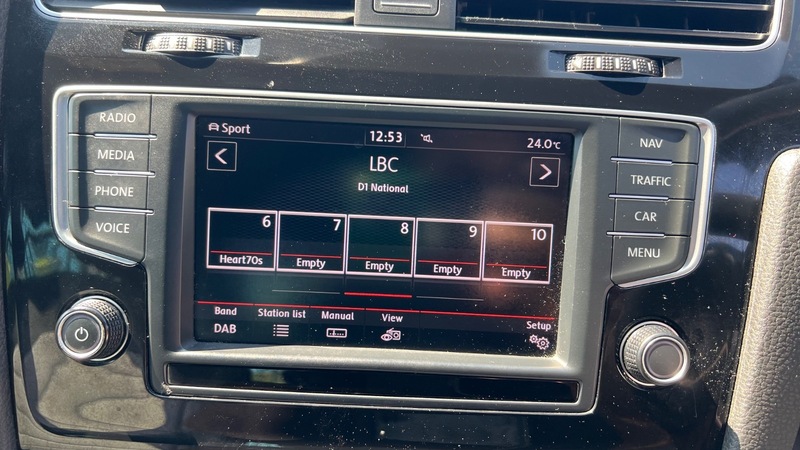 RADIO
MEDIA
PHONE
VOICE
Sport
12:53
24.0°C
LBC
D1 National
6
Heart70s
7
Empty
8
Empty
9
Empty
10
Empty
Band
DAB
Station list
Manual
View
Setup
NAV
TRAFFIC
CAR
MENU